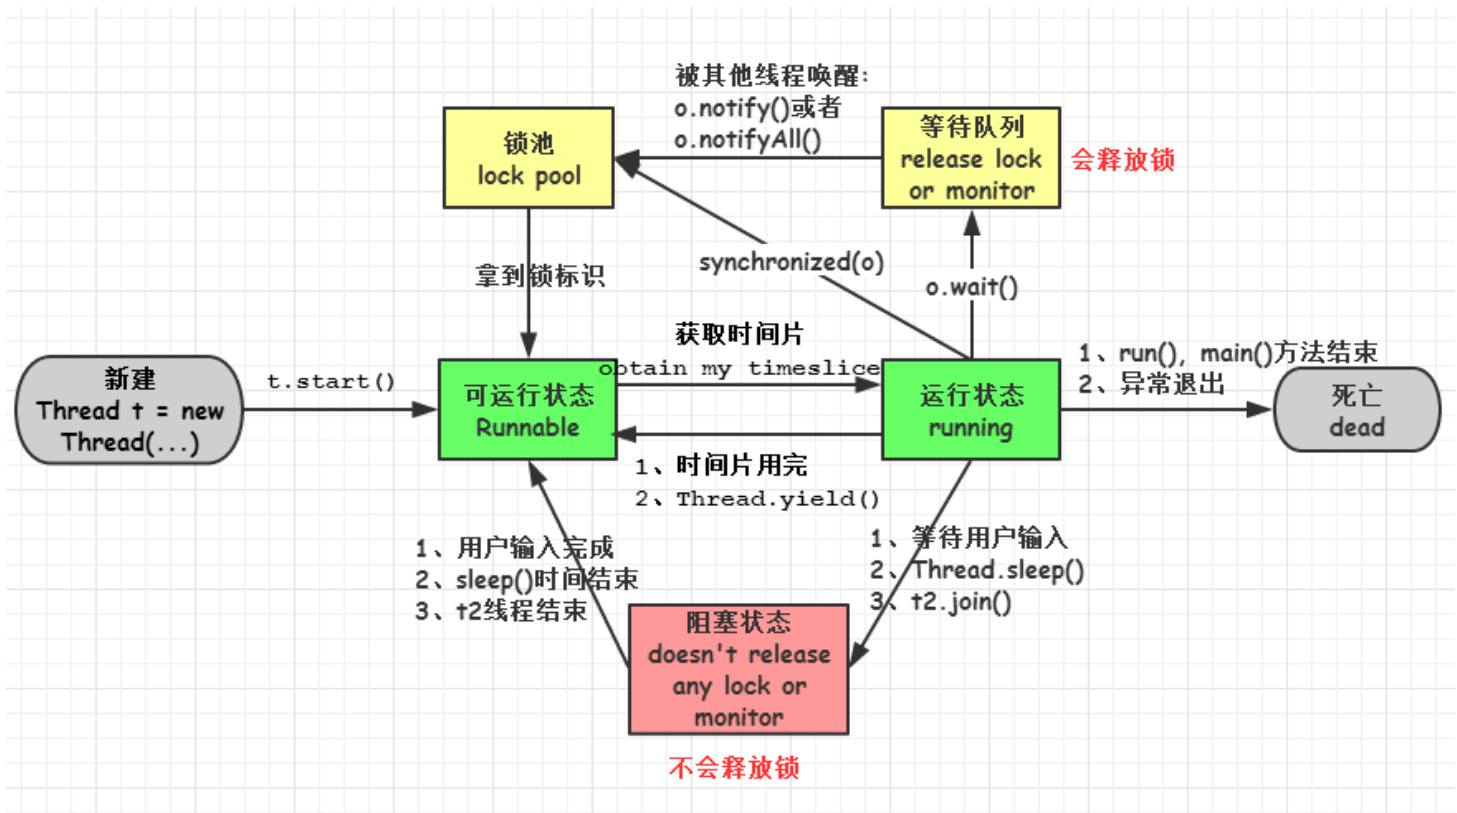 被其他线程唤醒：
o.notify()或者
o.notifyAll()
锁池
lock pool
等待队列
release lock
or monitor
会释放锁
synchronized(o)
拿到锁标识
o.wait()
获取时间片
obtain my timeslice
1、run(), main()方法结束
2、异常退出
新建
Thread t = new
Thread(...)
t.start()
可运行状态
Runnable
运行状态
running
死亡
dead
1、时间片用完
2、Thread.yield()
1、用户输入完成
2、sleep()时间结束
3、t2线程结束
1、等待用户输入
2、Thread.sleep()
3、t2.join()
阻塞状态
doesn't release
any lock or
monitor
不会释放锁